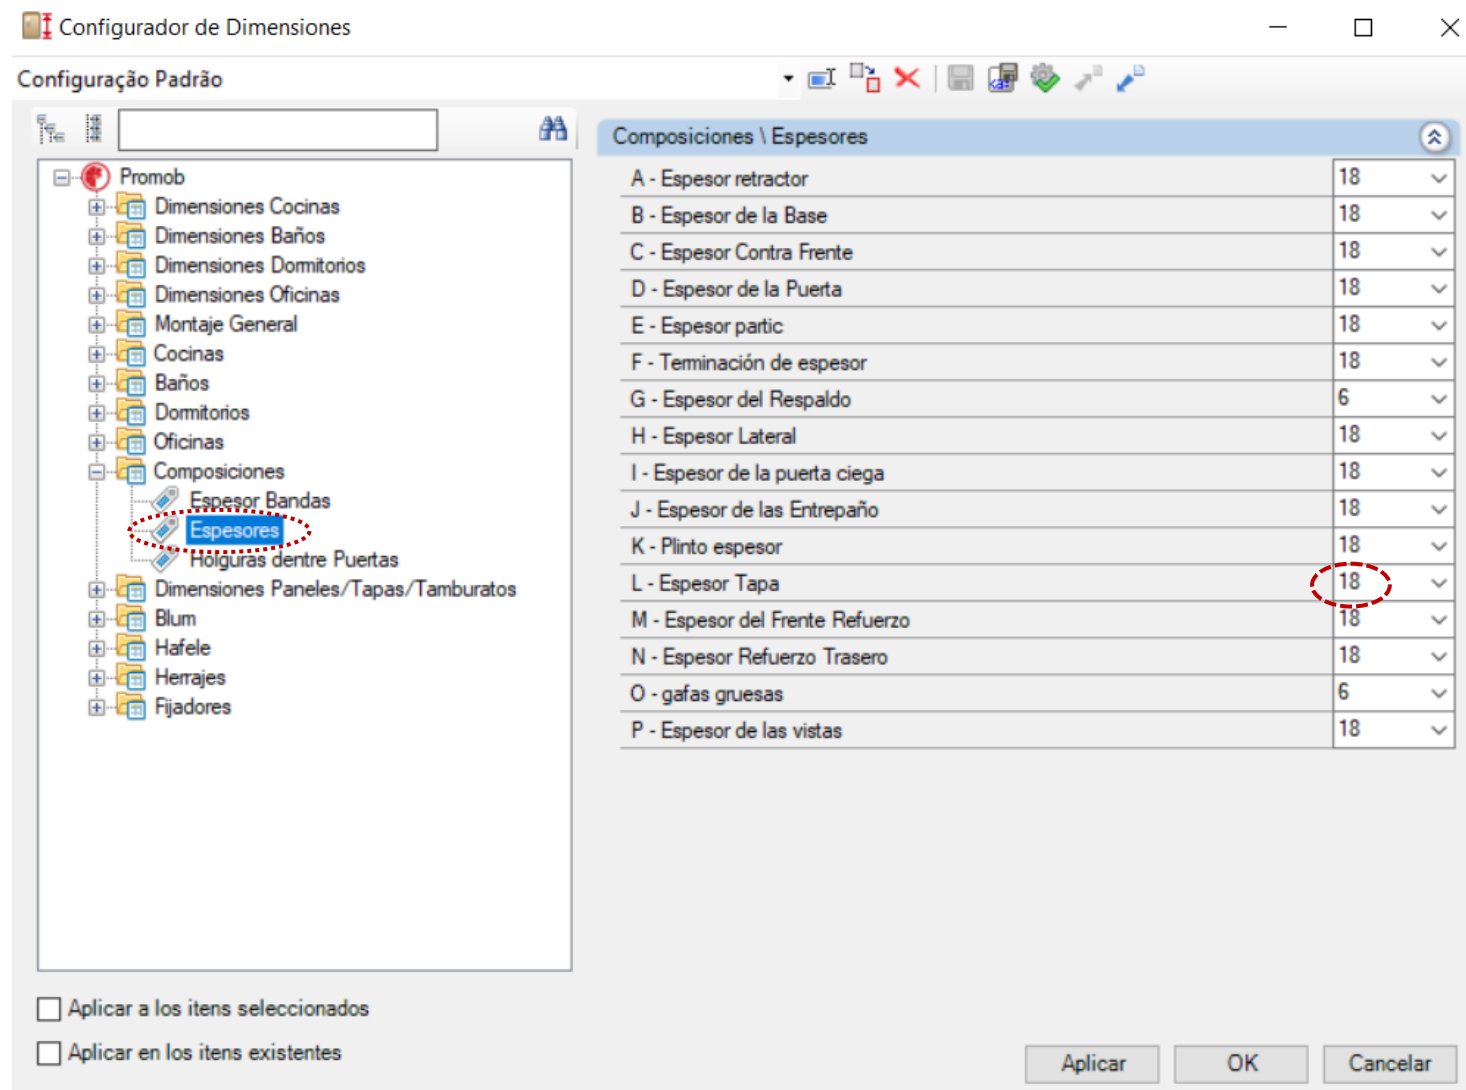 Configurador de Dimensiones
Configuração Padrão
Promob
Dimensiones Cocinas
Dimensiones Baños
Dimensiones Dormitorios
Dimensiones Oficinas
Montaje General
Cocinas
Baños
Dormitorios
Oficinas
Composiciones
Espesor Bandas
Espesores
Holguras dentre Puertas
Dimensiones Paneles/Tapas/Tamburatos
Blum
Hafele
Herrajes
Fijadores
Composiciones \ Espesores
A - Espesor retractor 18
B - Espesor de la Base 18
C - Espesor Contra Frente 18
D - Espesor de la Puerta 18
E - Espesor partic 18
F - Terminación de espesor 18
G - Espesor del Respaldo 6
H - Espesor Lateral 18
I - Espesor de la puerta ciega 18
J - Espesor de las Entrepaño 18
K - Plinto espesor 18
L - Espesor Tapa 18
M - Espesor del Frente Refuerzo 18
N - Espesor Refuerzo Trasero 18
O - gafas gruesas 6
P - Espesor de las vistas 18
Aplicar a los itens seleccionados
Aplicar en los itens existentes
Aplicar OK Cancelar